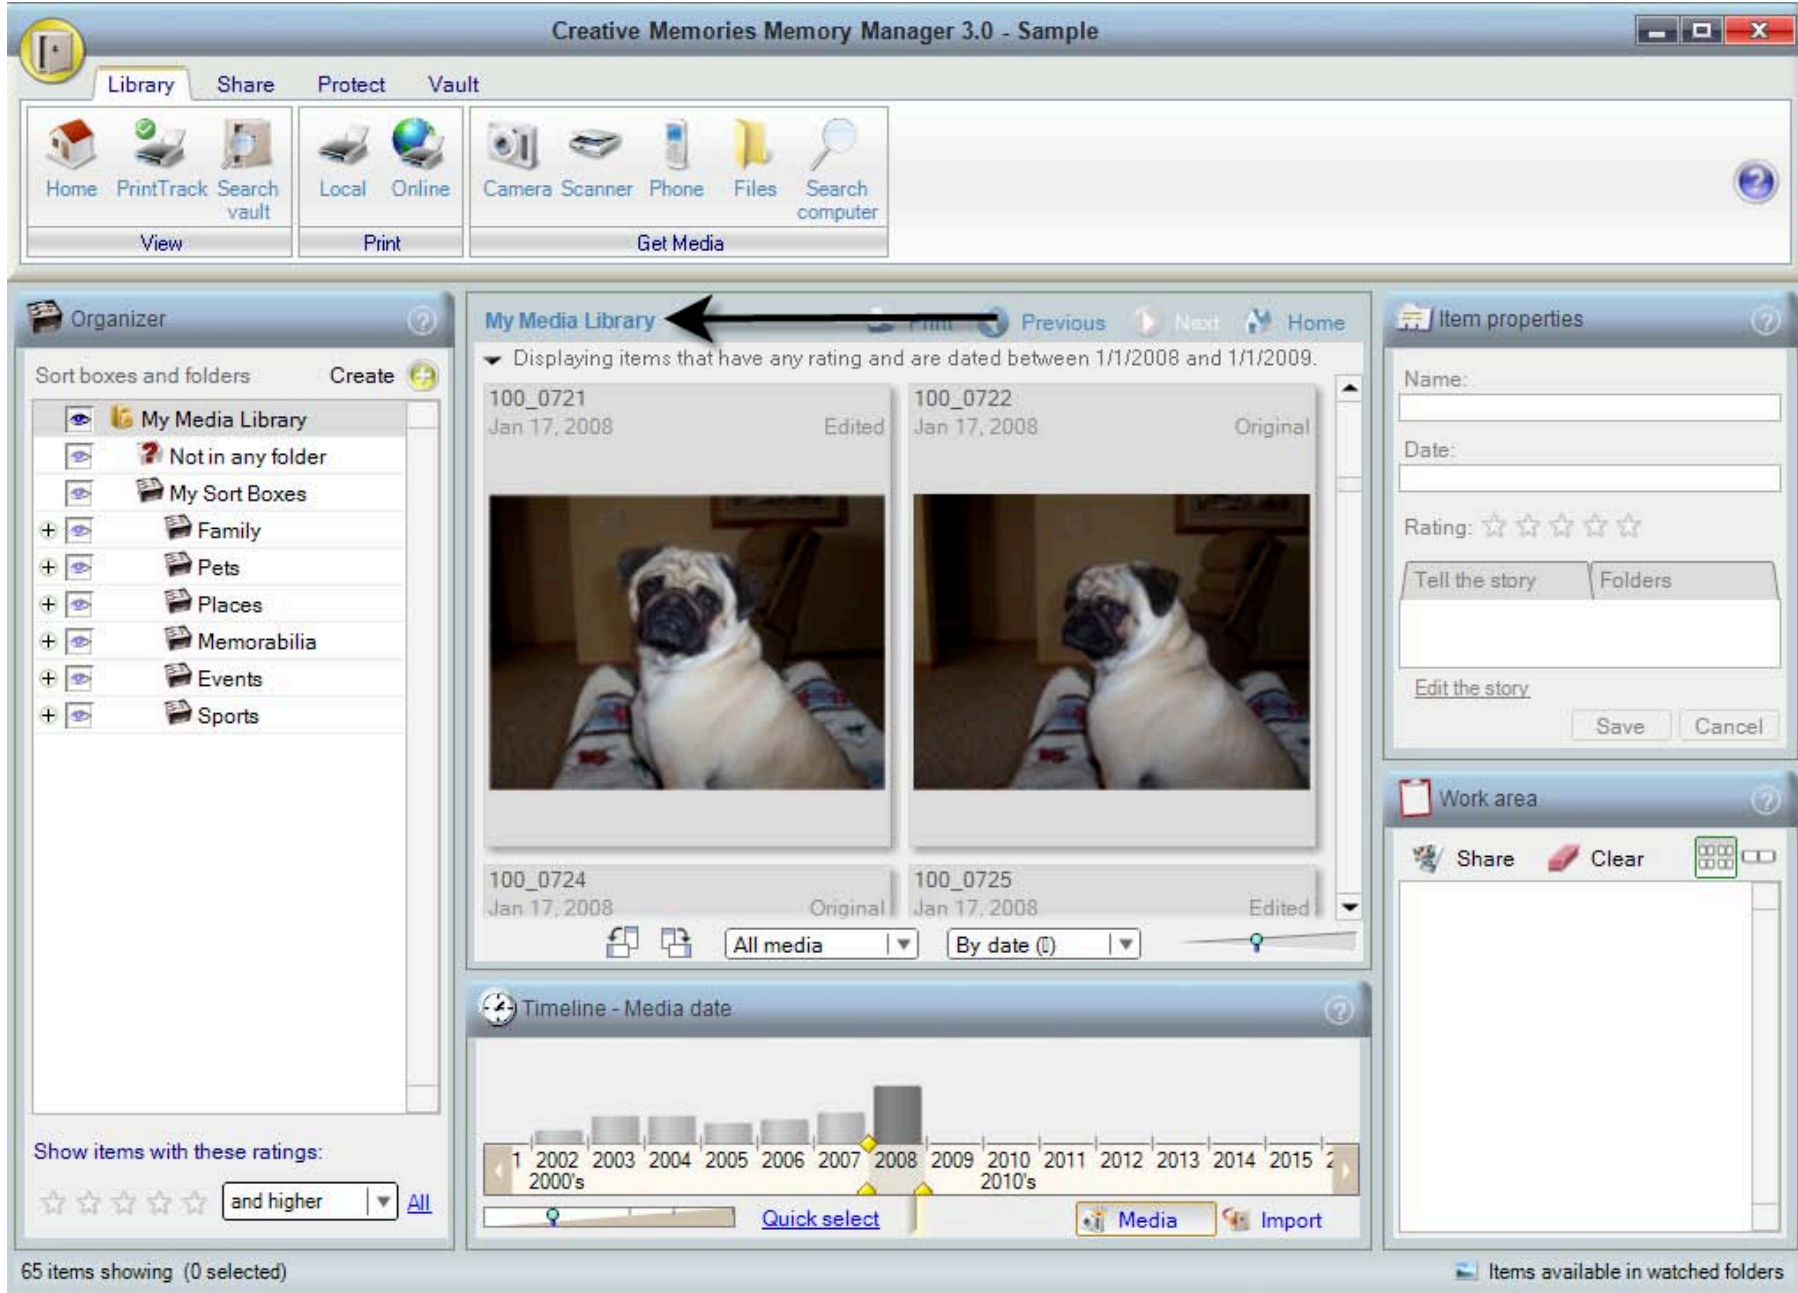 Creative Memories Memory Manager 3.0 - Sample
Library Share Protect Vault
Home PrintTrack Search vault Local Online Camera Scanner Phone Files Search computer
View Print Get Media
Organizer
Sort boxes and folders Create
My Media Library
Not in any folder
My Sort Boxes
Family
Pets
Places
Memorabilia
Events
Sports
Show items with these ratings:
and higher All
My Media Library Print Previous Next Home
Displaying items that have any rating and are dated between 1/1/2008 and 1/1/2009.
100_0721 100_0722
Jan 17, 2008 Edited Jan 17, 2008 Original
100_0724 100_0725
Jan 17, 2008 Original Jan 17, 2008 Edited
All media By date (▯)
Timeline - Media date
1 2002 2003 2004 2005 2006 2007 2008 2009 2010 2011 2012 2013 2014 2015 2
2000's 2010's
Quick select Media Import
Item properties
Name:
Date:
Rating:
Tell the story Folders
Edit the story
Save Cancel
Work area
Share Clear
65 items showing (0 selected) Items available in watched folders